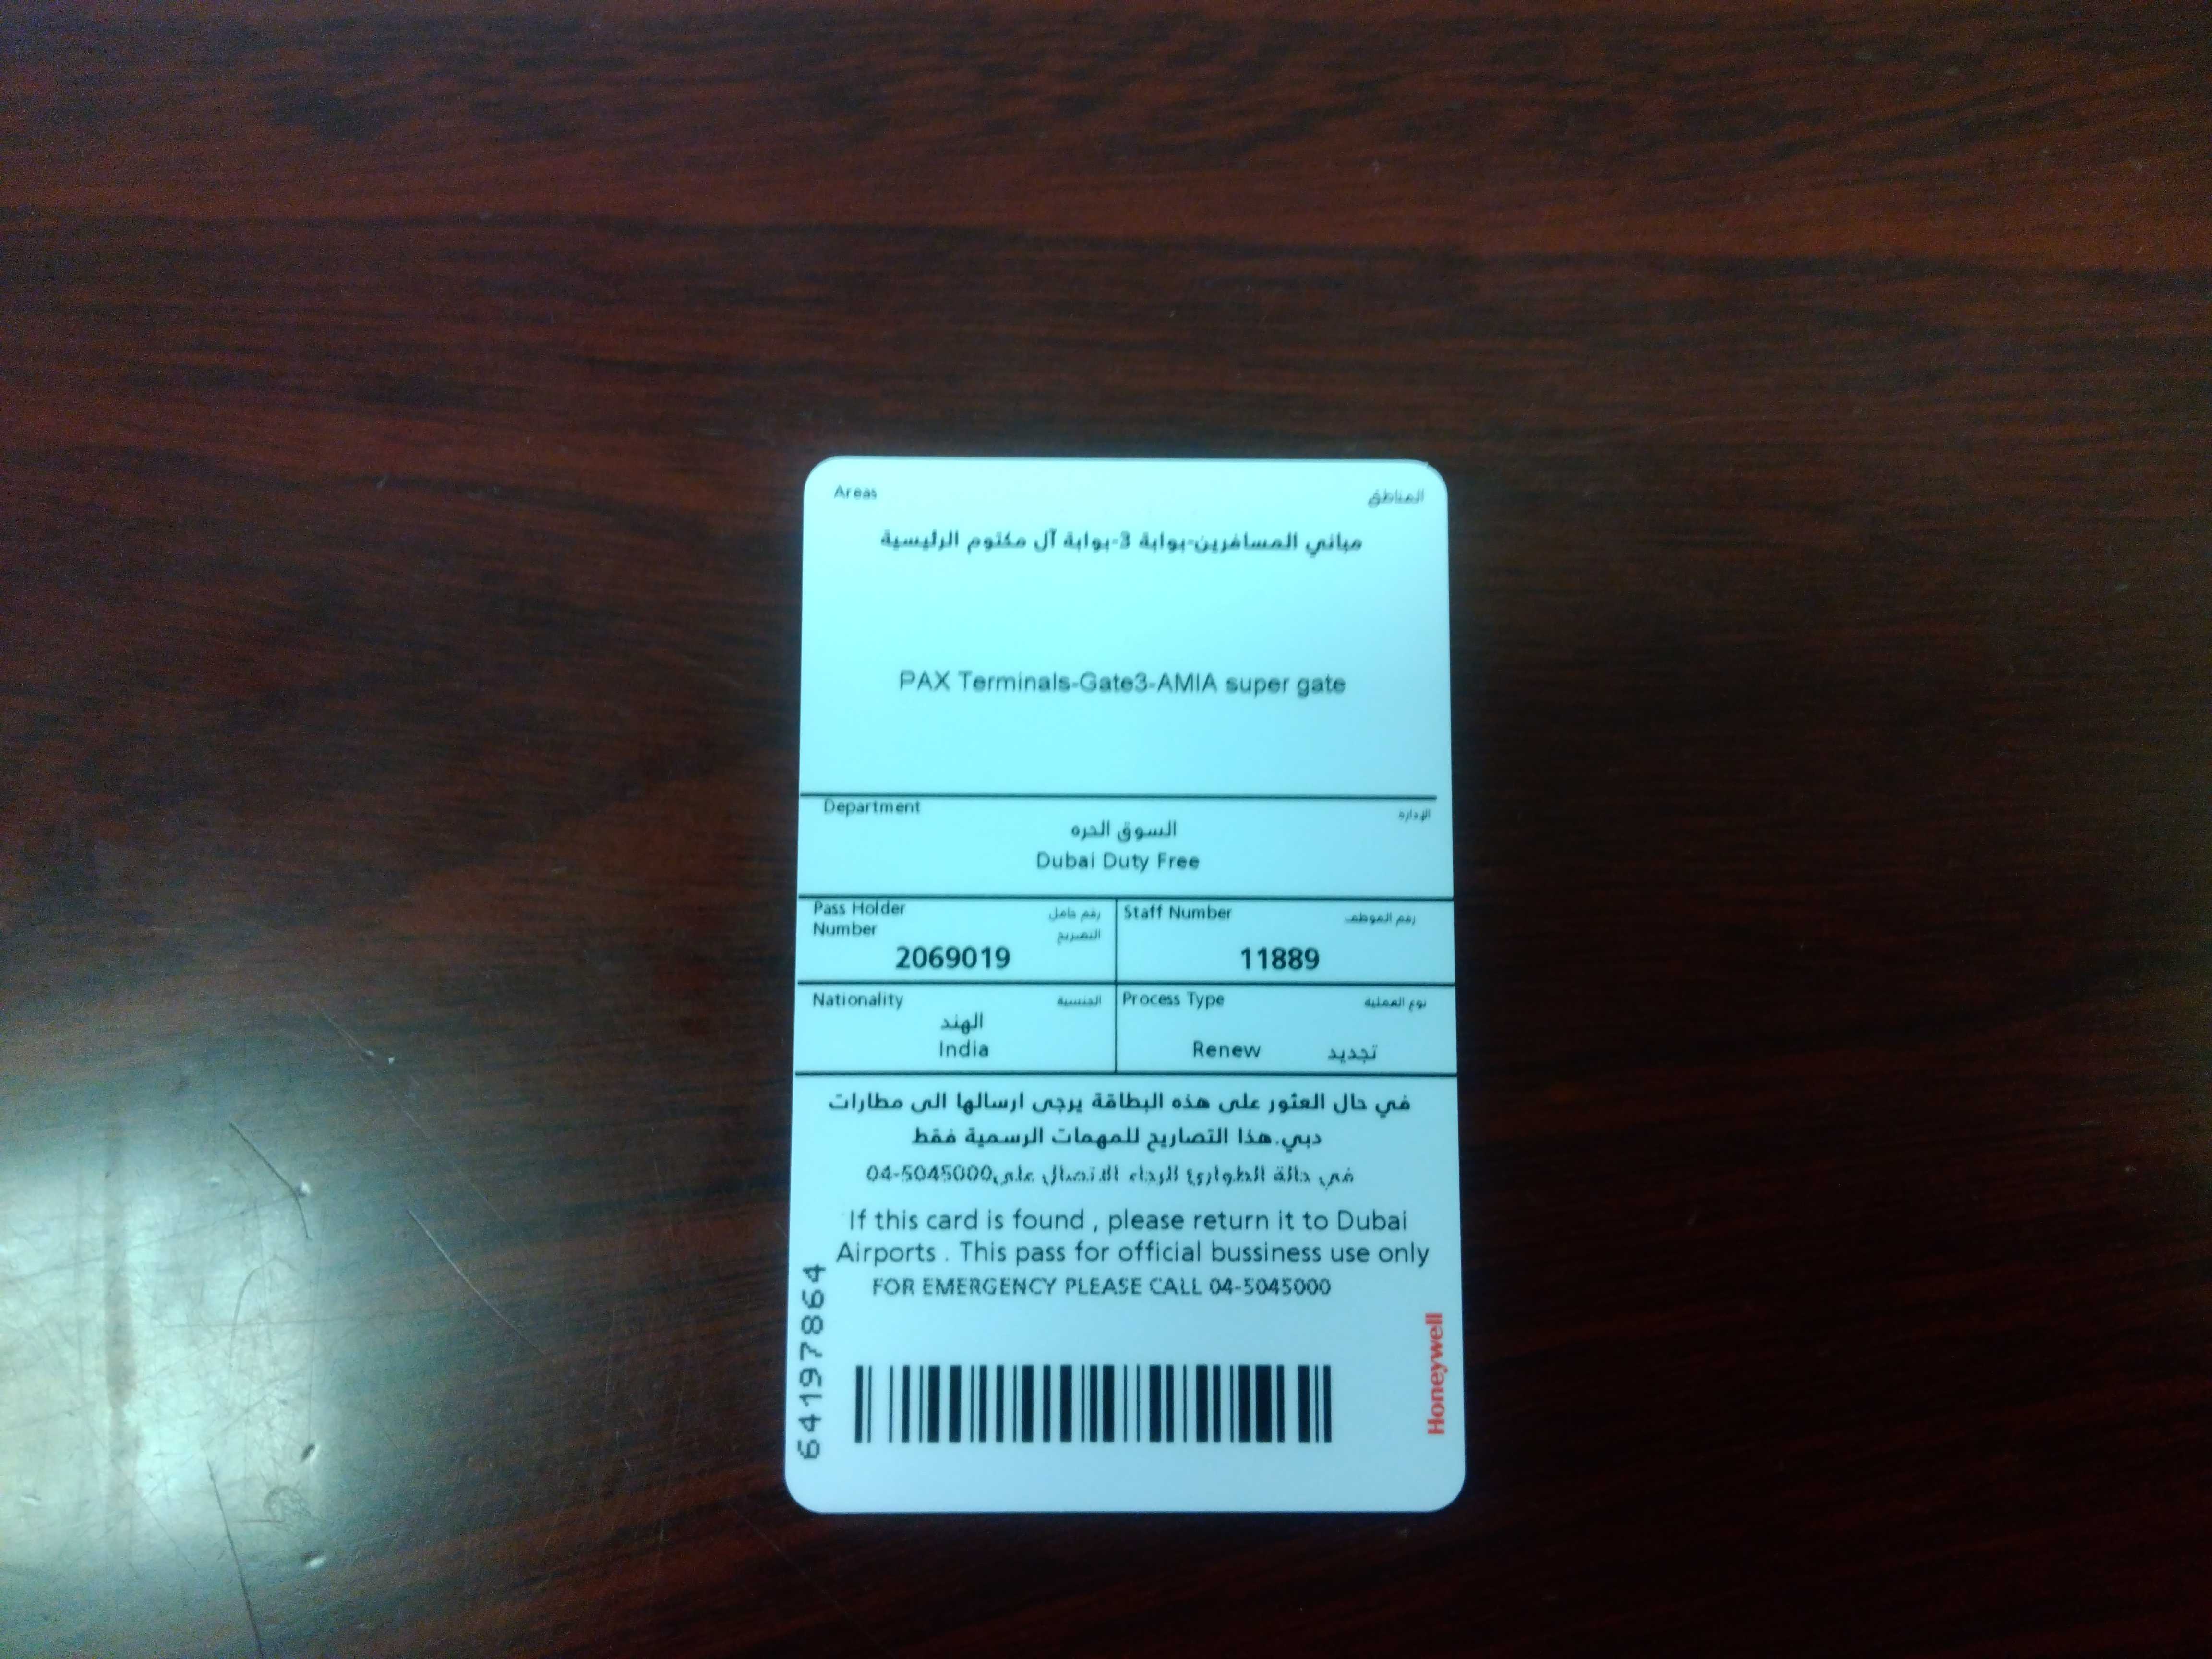 Areas المناطق
مباني المسافرين-بوابة 3-بوابة آل مكتوم الرئيسية
PAX Terminals-Gate3-AMIA super gate
Department الإدارة
السوق الحره
Dubai Duty Free
Pass Holder Number رقم حامل التصريح
2069019
Staff Number رقم الموظف
11889
Nationality الجنسية
الهند
India
Process Type نوع العملية
Renew تجديد
في حال العثور على هذه البطاقة يرجى ارسالها الى مطارات
دبي.هذا التصاريح للمهمات الرسمية فقط
في حالة الطوارئ الرجاء الاتصال على 04-5045000
If this card is found , please return it to Dubai
Airports . This pass for official bussiness use only
FOR EMERGENCY PLEASE CALL 04-5045000
64197864
Honeywell